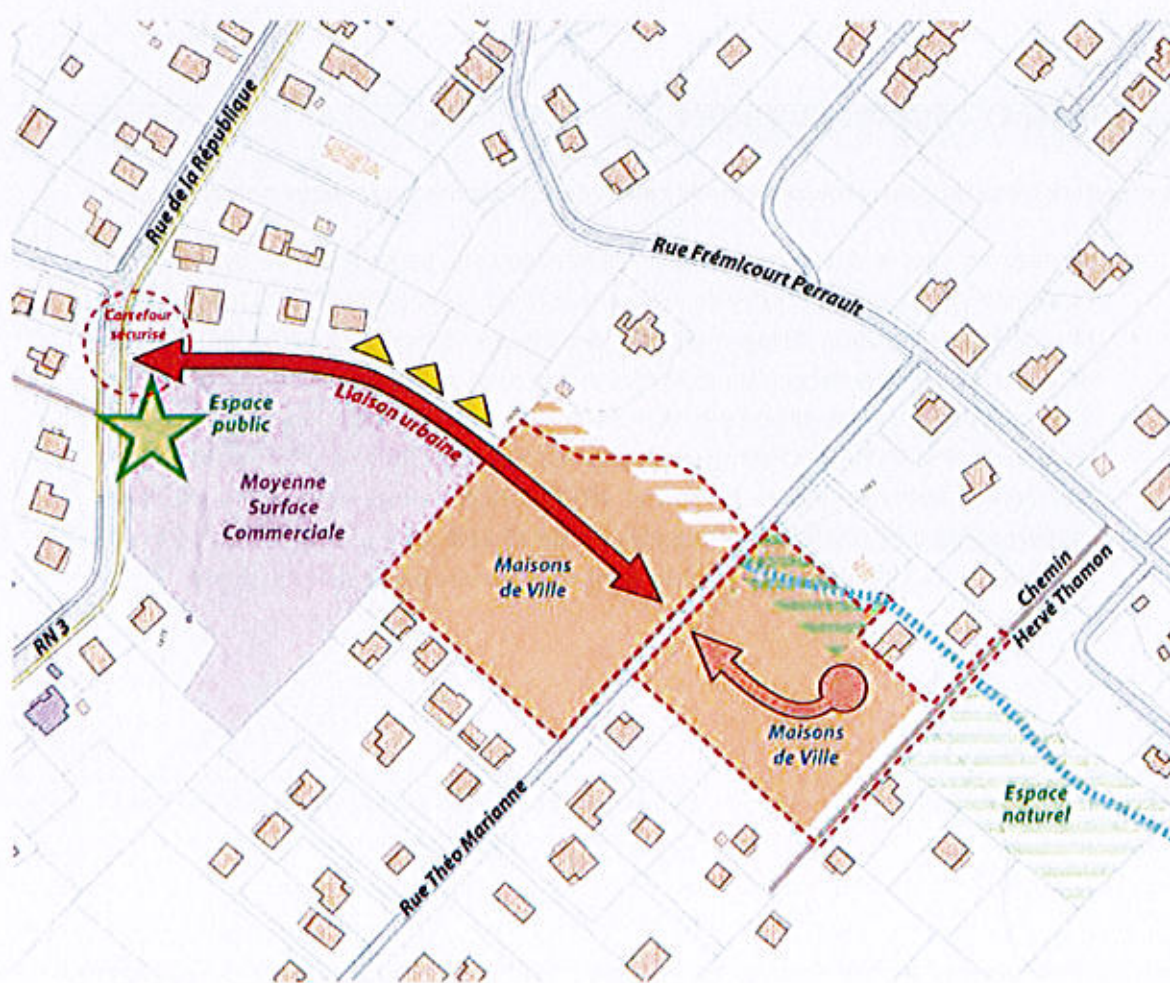 Rue de la République
Rue Frémicourt Perrault
Carrefour
sécurisé
Espace
public
Liaison urbaine
Moyenne
Surface
Commerciale
Maisons
de Ville
Chemin
Hervé Thamon
RN 3
Maisons
de Ville
Espace
naturel
Rue Théo Marianne